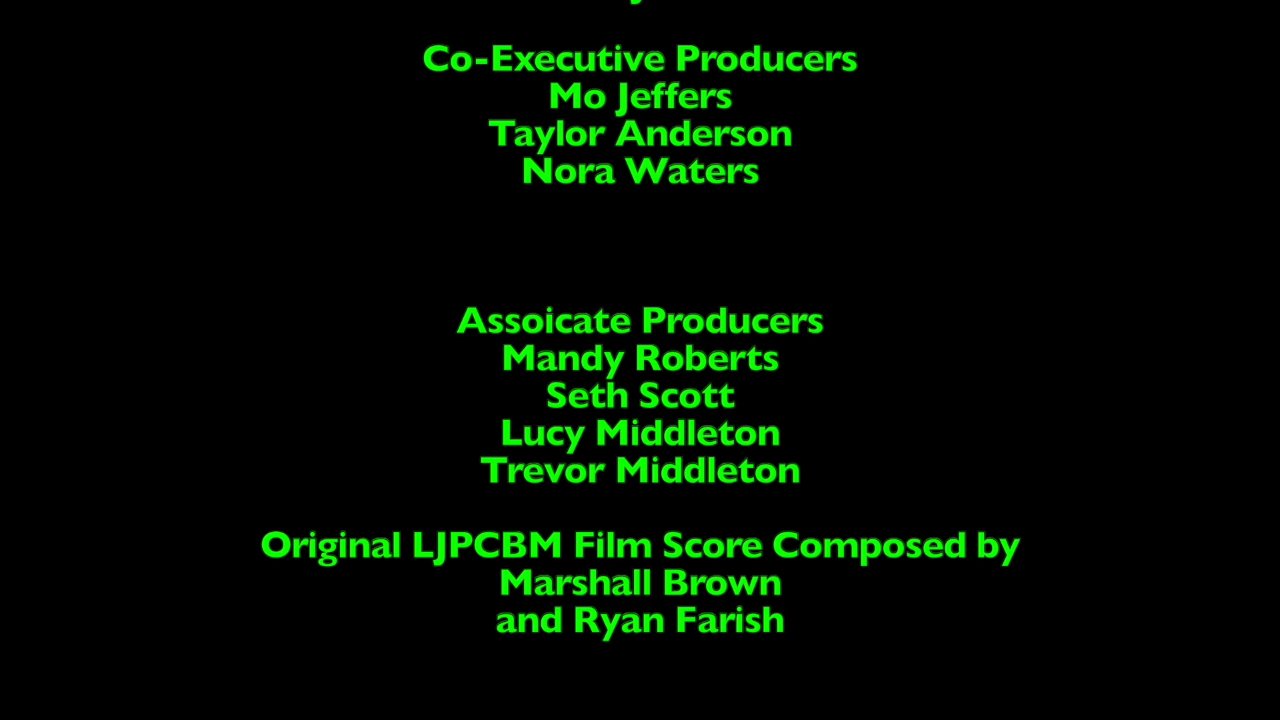 Co-Executive Producers
Mo Jeffers
Taylor Anderson
Nora Waters
Assoicate Producers
Mandy Roberts
Seth Scott
Lucy Middleton
Trevor Middleton
Original LJPCBM Film Score Composed by
Marshall Brown
and Ryan Farish